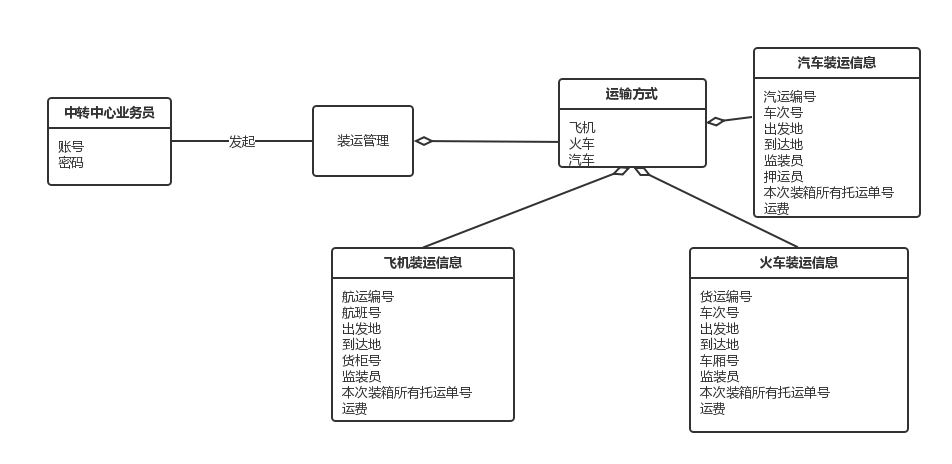 中转中心业务员
账号
密码
发起
装运管理
运输方式
飞机
火车
汽车
汽车装运信息
汽运编号
车次号
出发地
到达地
监装员
押运员
本次装箱所有托运单号
运费
飞机装运信息
航运编号
航班号
出发地
到达地
货柜号
监装员
本次装箱所有托运单号
运费
火车装运信息
货运编号
车次号
出发地
到达地
车厢号
监装员
本次装箱所有托运单号
运费